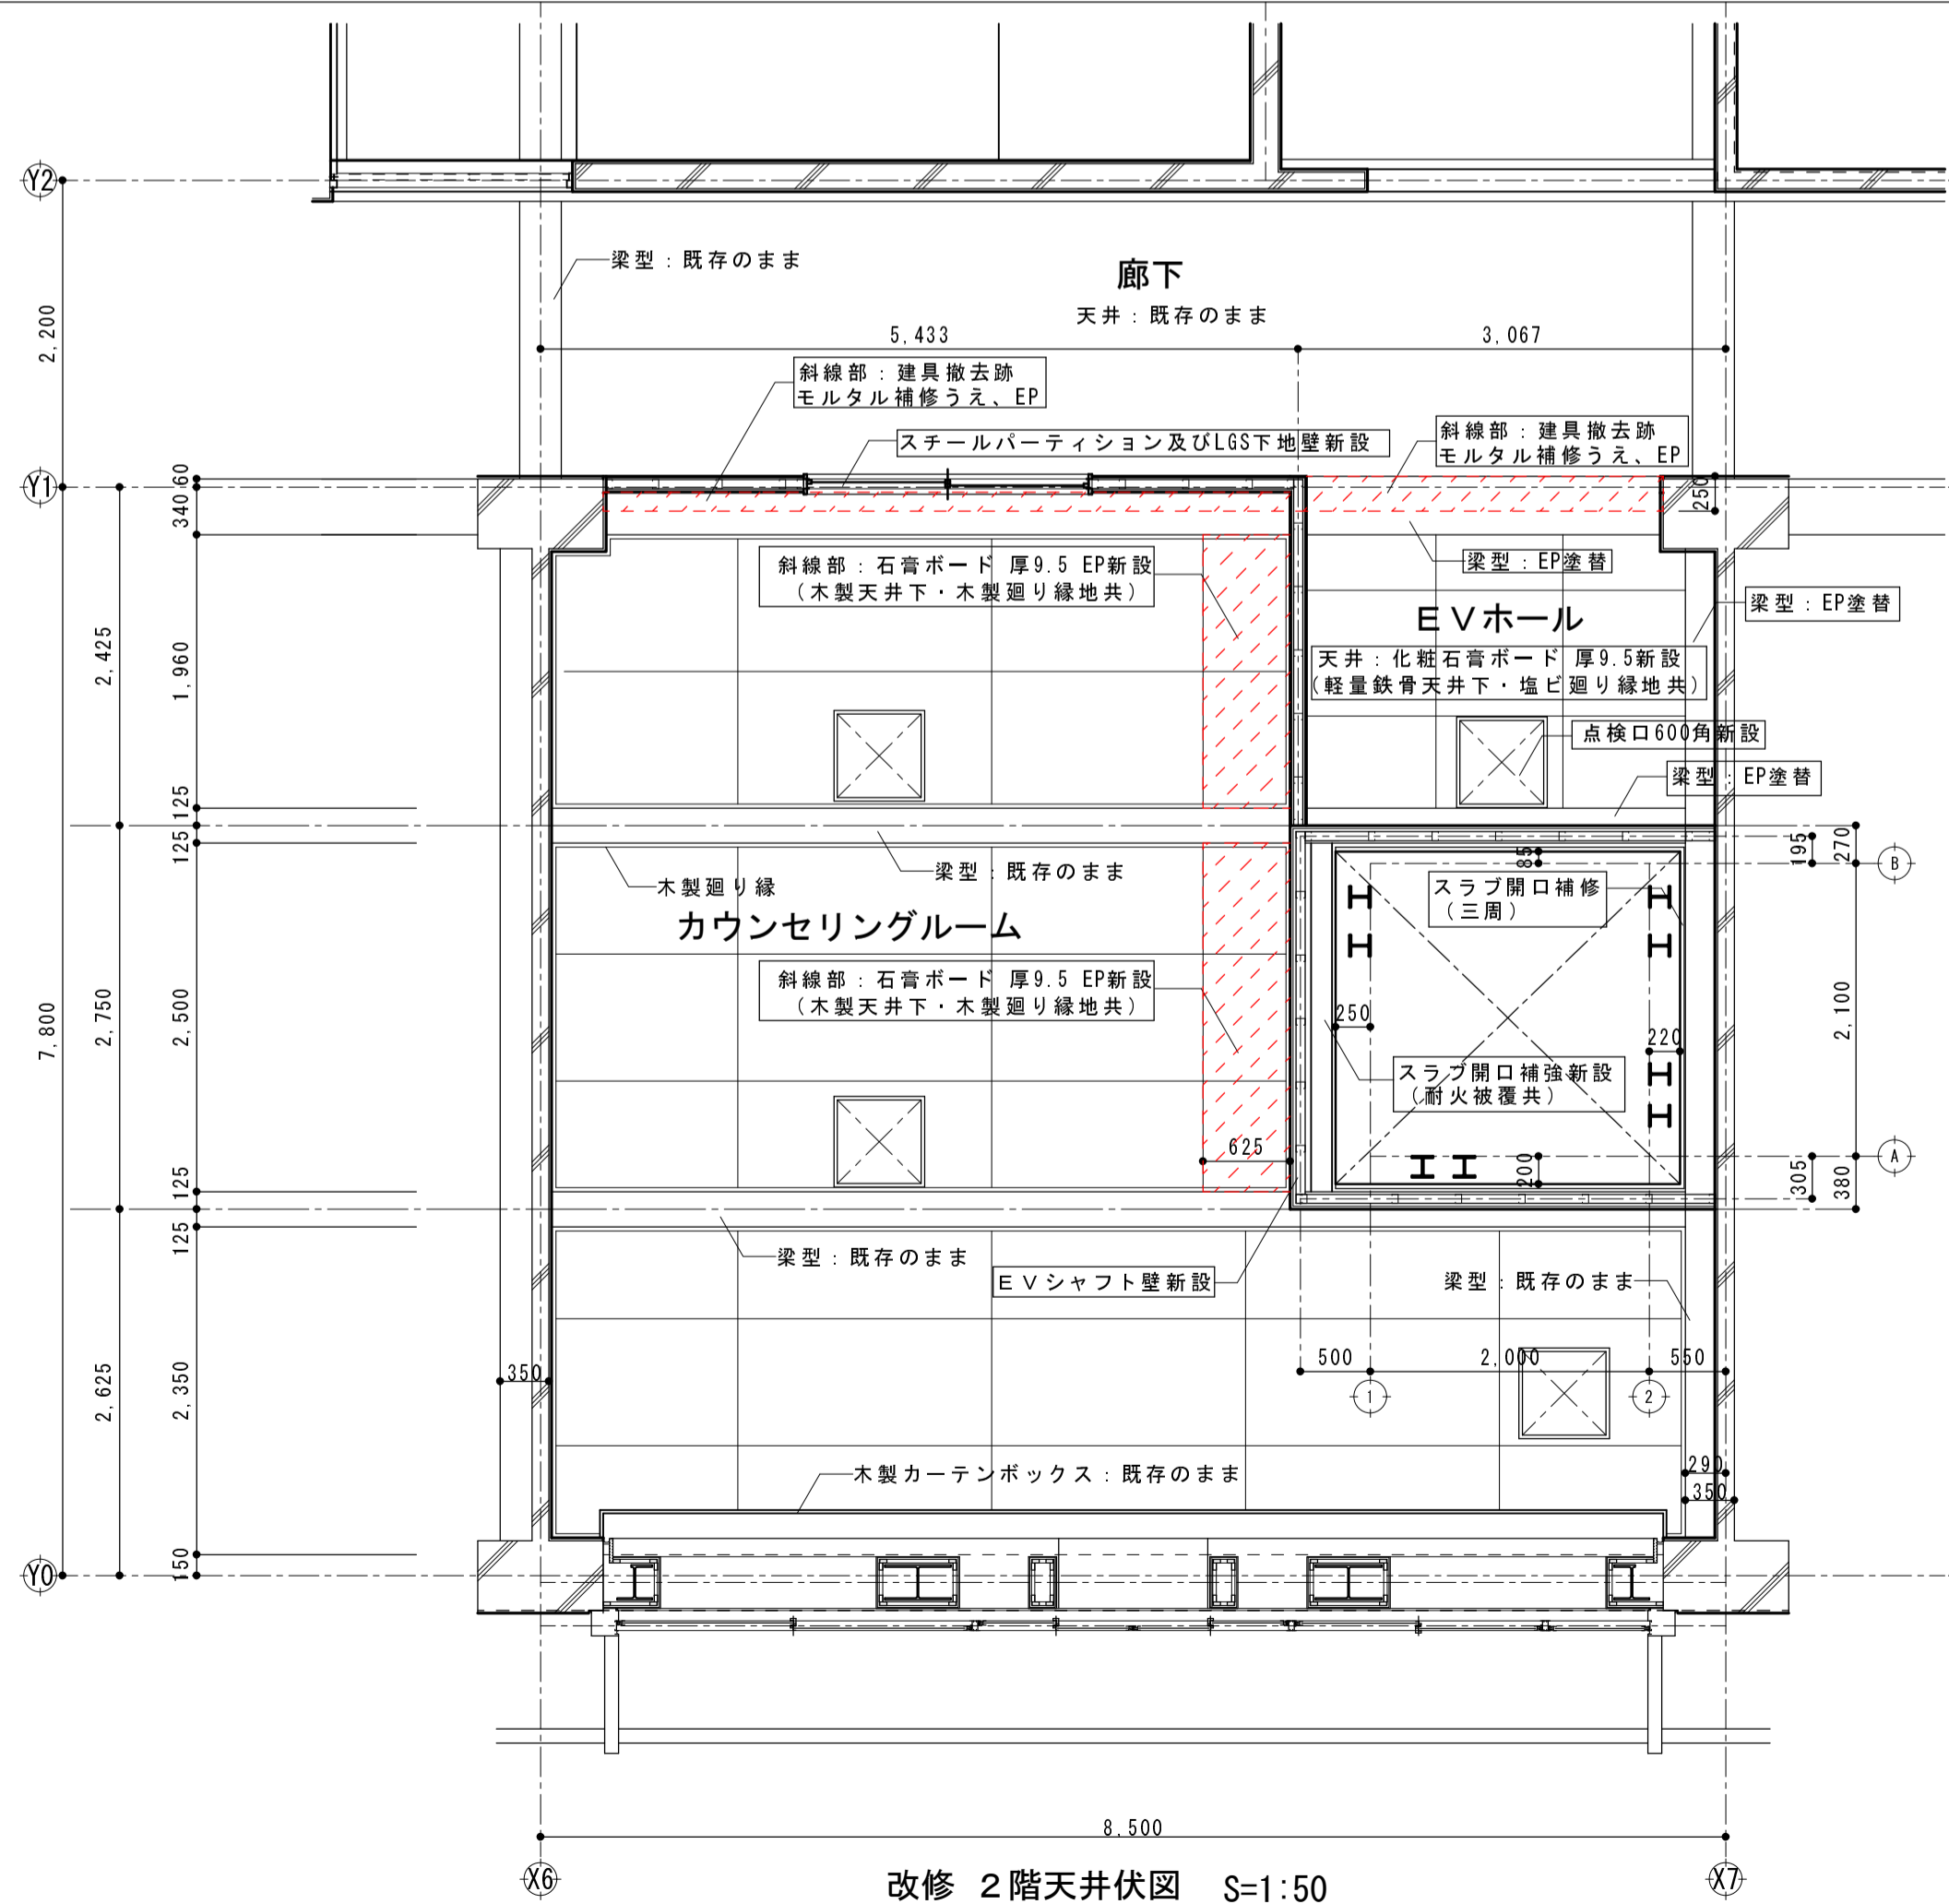 Y2
梁型：既存のまま
廊下
天井：既存のまま
2,200
5,433
3,067
斜線部：建具撤去跡
モルタル補修うえ、EP
スチールパーティション及びLGS下地壁新設
斜線部：建具撤去跡
モルタル補修うえ、EP
Y1
60
340
250
斜線部：石膏ボード 厚9.5 EP新設
（木製天井下・木製廻り縁地共）
梁型：EP塗替
梁型：EP塗替
EVホール
天井：化粧石膏ボード 厚9.5新設
（軽量鉄骨天井下・塩ビ廻り縁地共）
2,425
1,960
点検口600角新設
梁型：EP塗替
125
125
梁型：既存のまま
木製廻り縁
85
195
270
B
スラブ開口補修
（三周）
カウンセリングルーム
斜線部：石膏ボード 厚9.5 EP新設
（木製天井下・木製廻り縁地共）
7,800
2,750
2,500
250
220
2,100
スラブ開口補強新設
（耐火被覆共）
625
200
305
380
A
125
125
梁型：既存のまま
EVシャフト壁新設
梁型：既存のまま
2,625
2,350
350
500
2,000
550
1
2
木製カーテンボックス：既存のまま
290
350
150
Y0
8,500
X6
X7
改修 2階天井伏図 S=1:50